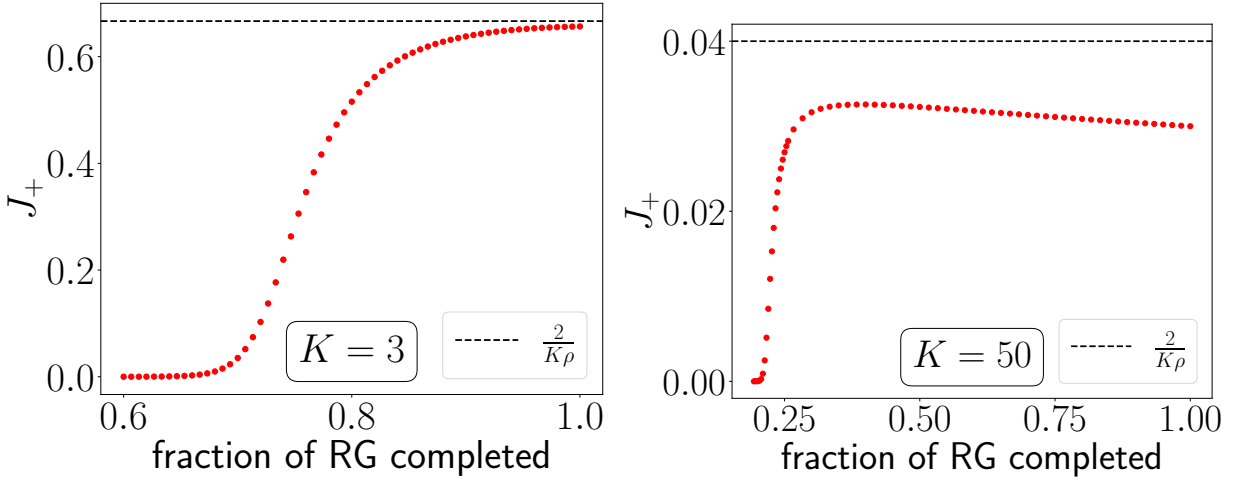 J₊
0.6
0.4
0.2
0.0
K = 3
2/Kρ
0.6 0.8 1.0
fraction of RG completed
J₊
0.04
0.02
0.00
K = 50
2/Kρ
0.25 0.50 0.75 1.00
fraction of RG completed